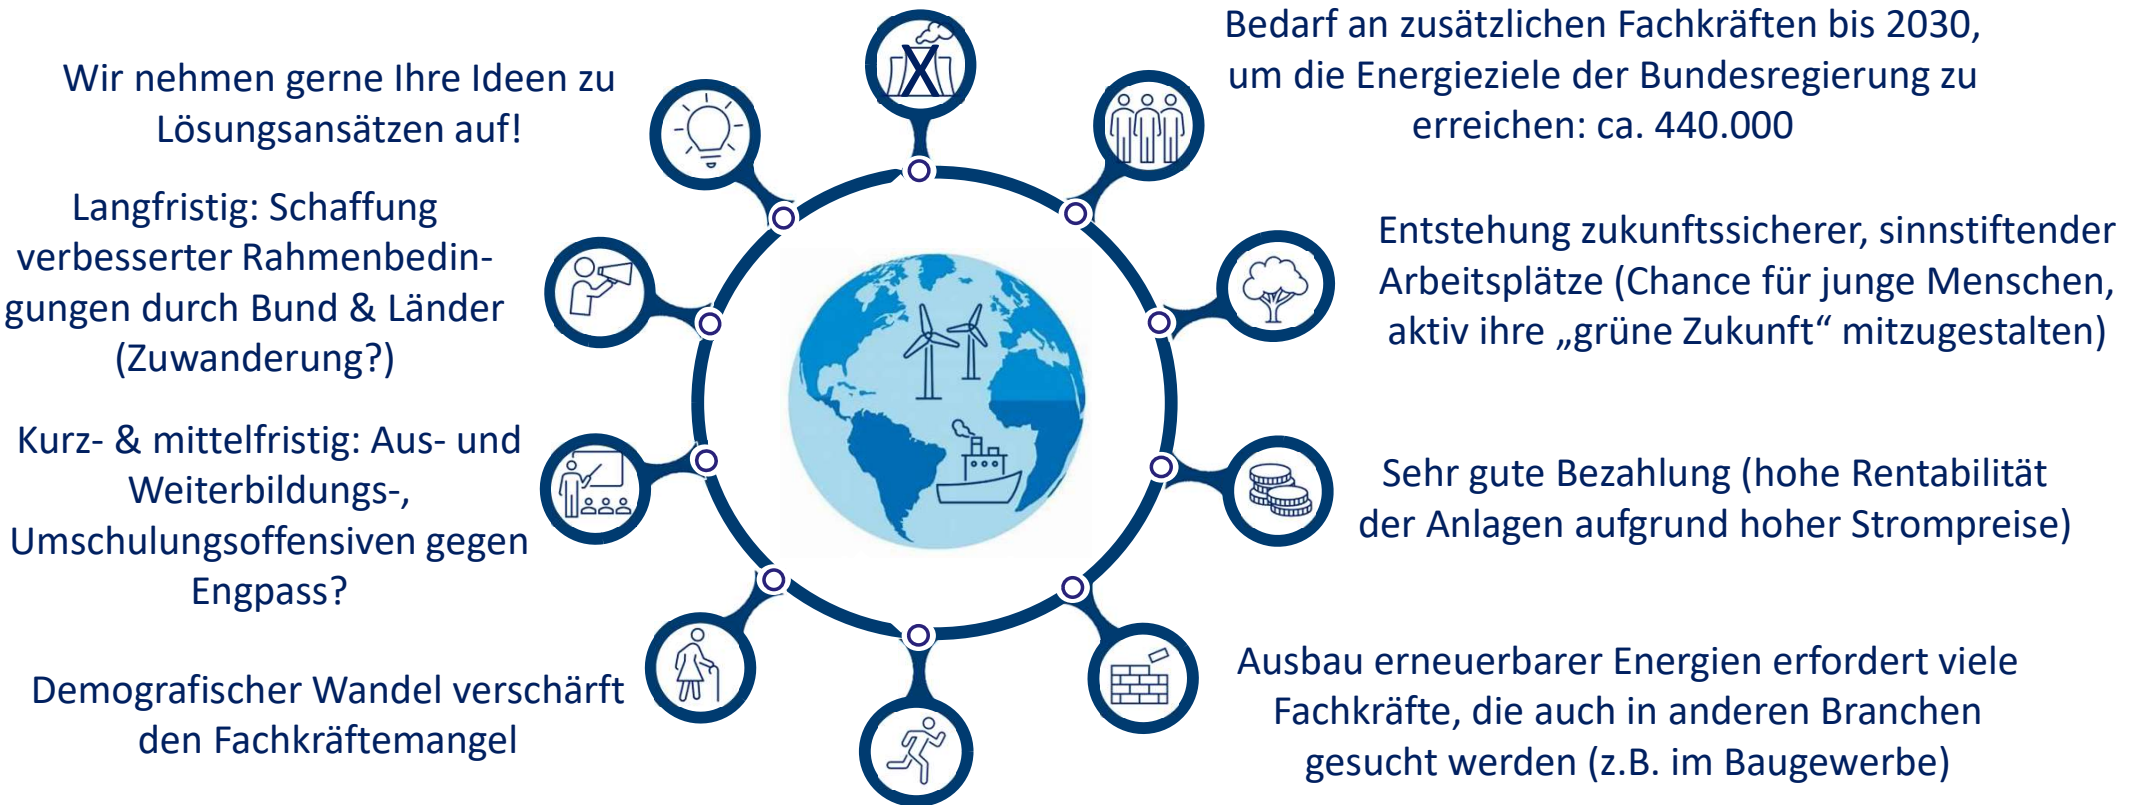 Wir nehmen gerne Ihre Ideen zu
Lösungsansätzen auf!
Langfristig: Schaffung
verbesserter Rahmenbedin-
gungen durch Bund & Länder
(Zuwanderung?)
Kurz- & mittelfristig: Aus- und
Weiterbildungs-,
Umschulungsoffensiven gegen
Engpass?
Demografischer Wandel verschärft
den Fachkräftemangel
X
Bedarf an zusätzlichen Fachkräften bis 2030,
um die Energieziele der Bundesregierung zu
erreichen: ca. 440.000
Entstehung zukunftssicherer, sinnstiftender
Arbeitsplätze (Chance für junge Menschen,
aktiv ihre „grüne Zukunft“ mitzugestalten)
Sehr gute Bezahlung (hohe Rentabilität
der Anlagen aufgrund hoher Strompreise)
Ausbau erneuerbarer Energien erfordert viele
Fachkräfte, die auch in anderen Branchen
gesucht werden (z.B. im Baugewerbe)